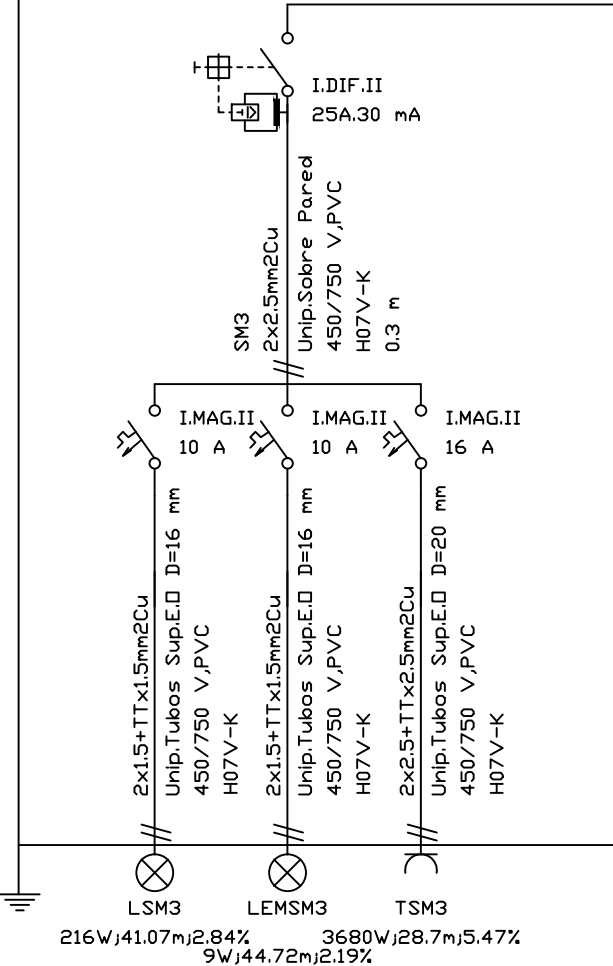 I.DIF.II
25A.30 mA
SM3
2x2.5mm2Cu
Unip.Sobre Pared
450/750 V,PVC
H07V-K
0.3 m
I.MAG.II
10 A
I.MAG.II
10 A
I.MAG.II
16 A
2x1.5+TTx1.5mm2Cu
Unip.Tubos Sup.E.□ D=16 mm
450/750 V,PVC
H07V-K
2x1.5+TTx1.5mm2Cu
Unip.Tubos Sup.E.□ D=16 mm
450/750 V,PVC
H07V-K
2x2.5+TTx2.5mm2Cu
Unip.Tubos Sup.E.□ D=20 mm
450/750 V,PVC
H07V-K
LSM3
LEMSM3
TSM3
216W;41.07m;2.84%
9W;44.72m;2.19%
3680W;28.7m;5.47%